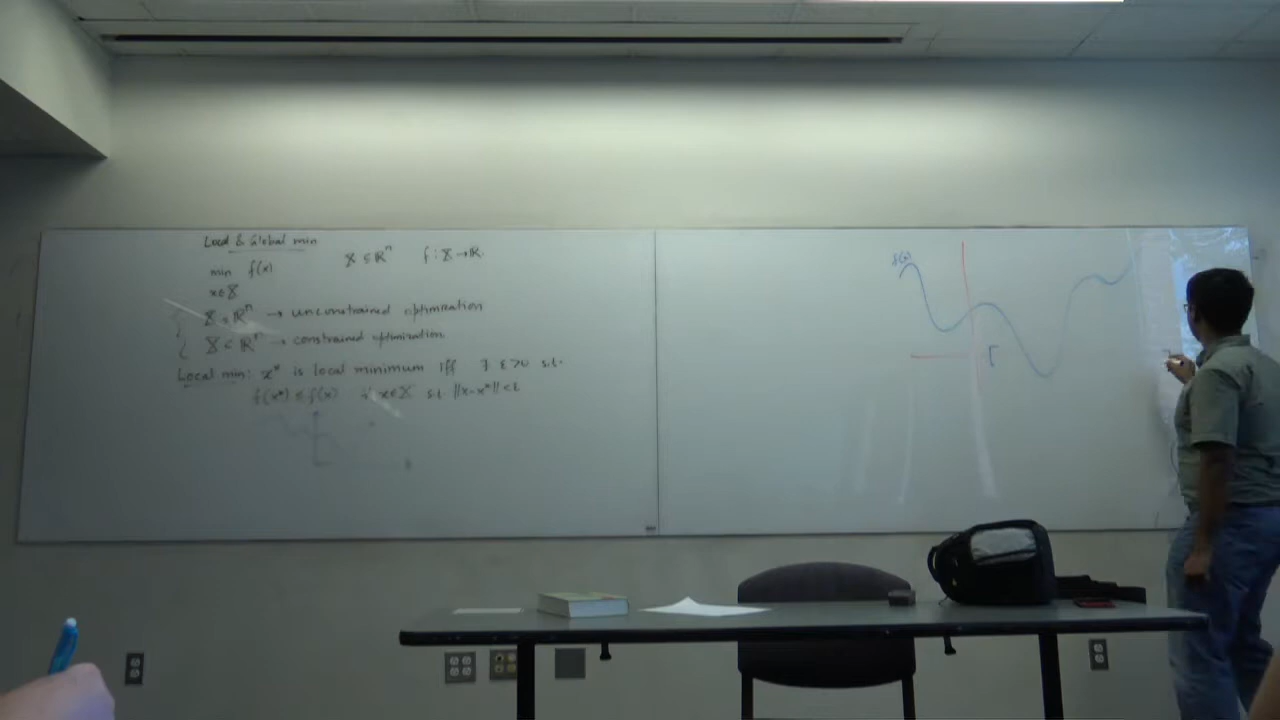 Local & Global min
min f(x) X ⊆ ℝⁿ f : X → ℝ
x∈X
X = ℝⁿ → unconstrained optimization
X ⊂ ℝⁿ → constrained optimization
Local min: x* is local minimum iff ∃ ε>0 s.t.
f(x*) ≤ f(x) ∀ x∈X s.t. ||x-x*|| < ε
f(x)